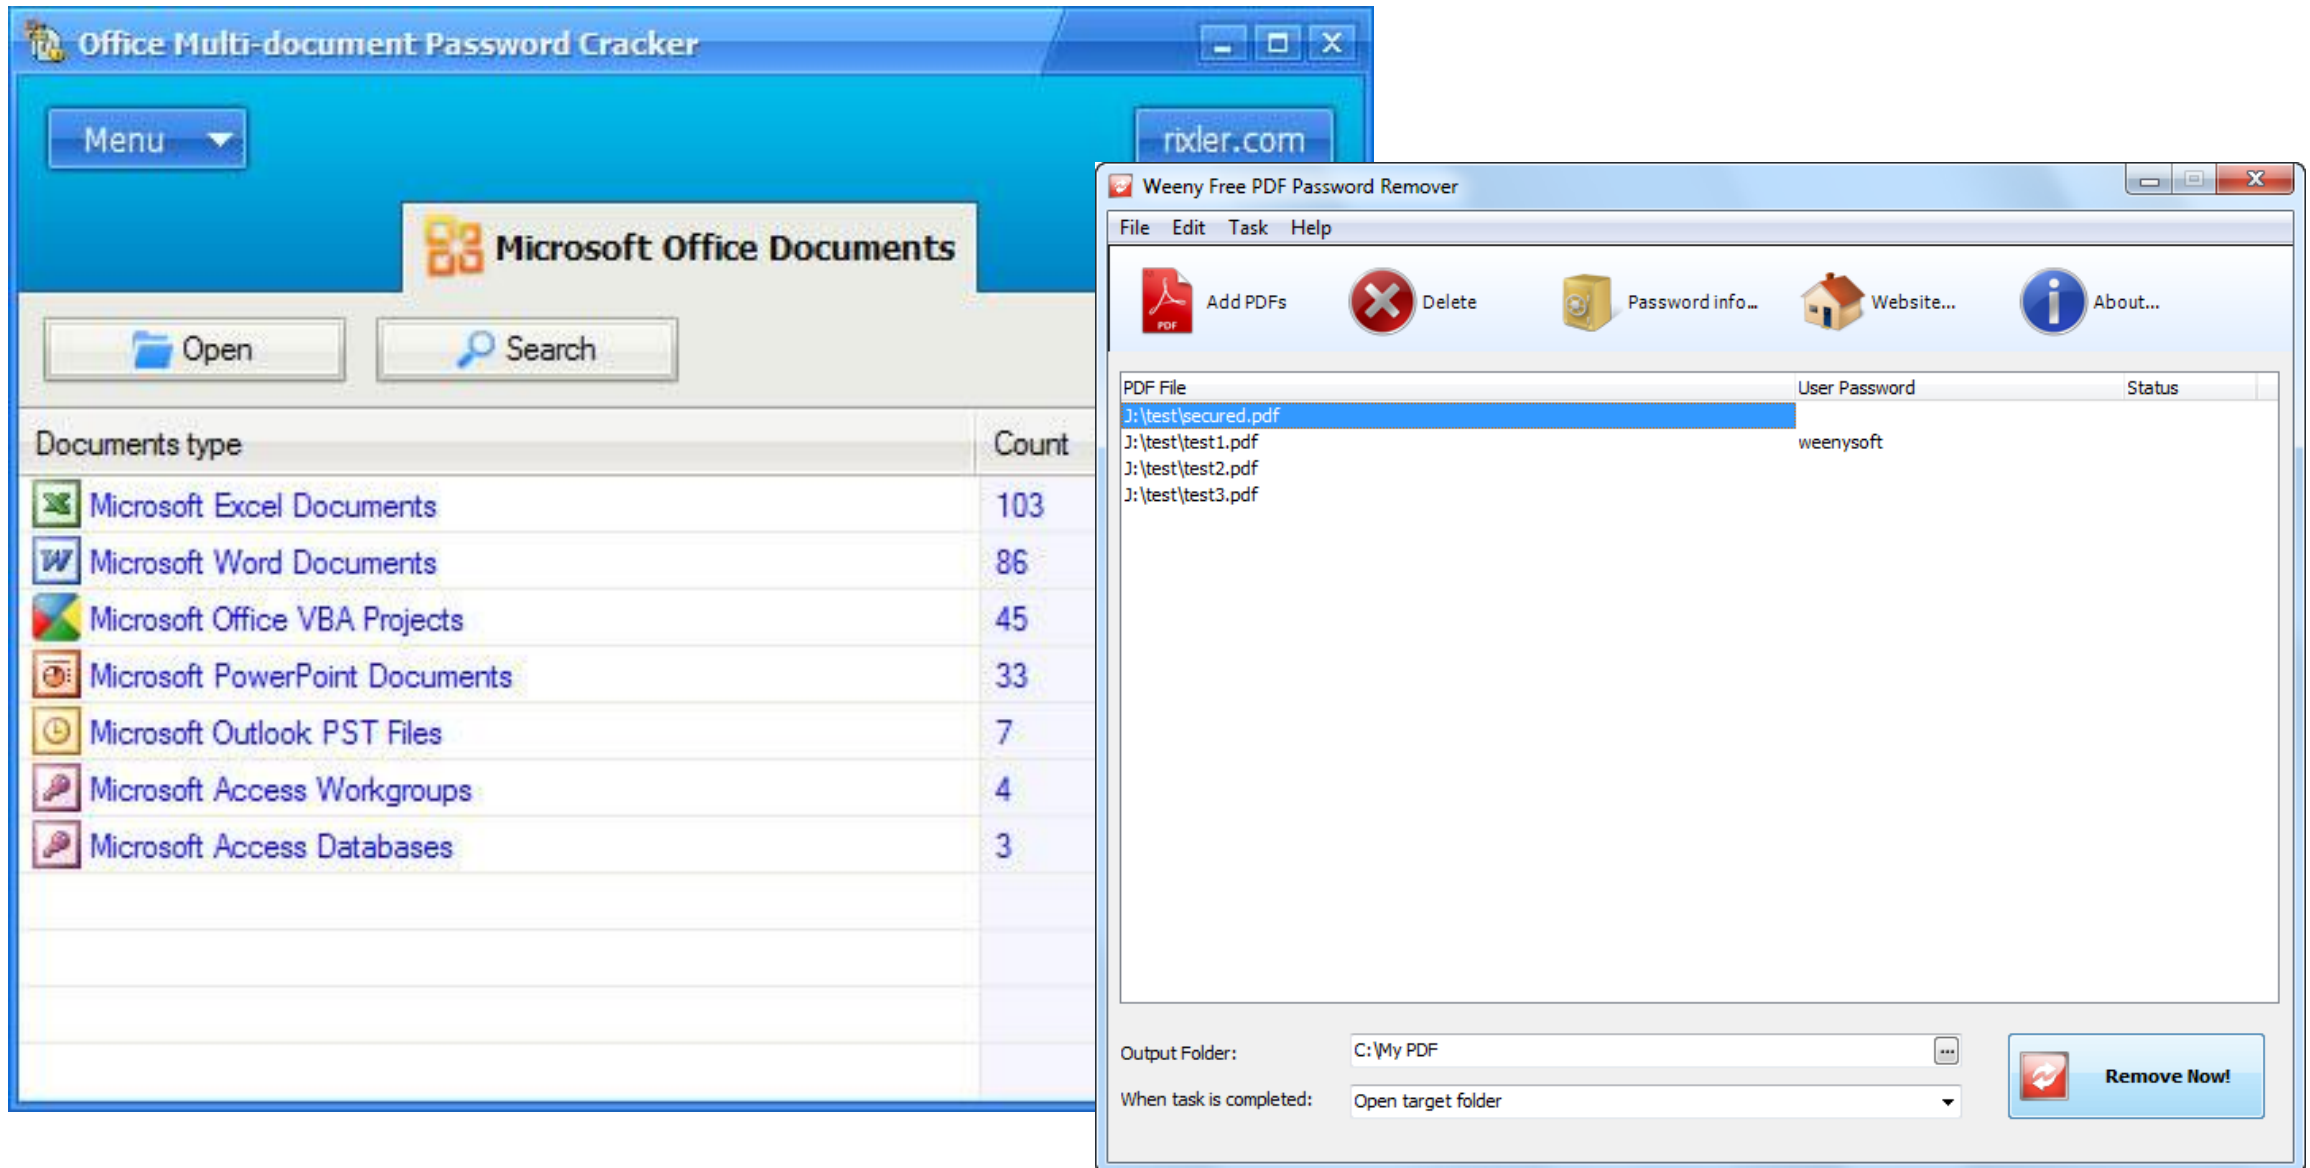 Office Multi-document Password Cracker
Menu
rixler.com
Microsoft Office Documents
Open
Search
Documents type
Count
Microsoft Excel Documents
103
Microsoft Word Documents
86
Microsoft Office VBA Projects
45
Microsoft PowerPoint Documents
33
Microsoft Outlook PST Files
7
Microsoft Access Workgroups
4
Microsoft Access Databases
3
Weeny Free PDF Password Remover
File Edit Task Help
PDF
Add PDFs
Delete
Password info...
Website...
About...
PDF File
User Password
Status
J:\test\secured.pdf
J:\test\test1.pdf
weenysoft
J:\test\test2.pdf
J:\test\test3.pdf
Output Folder:
C:\My PDF
...
When task is completed:
Open target folder
Remove Now!